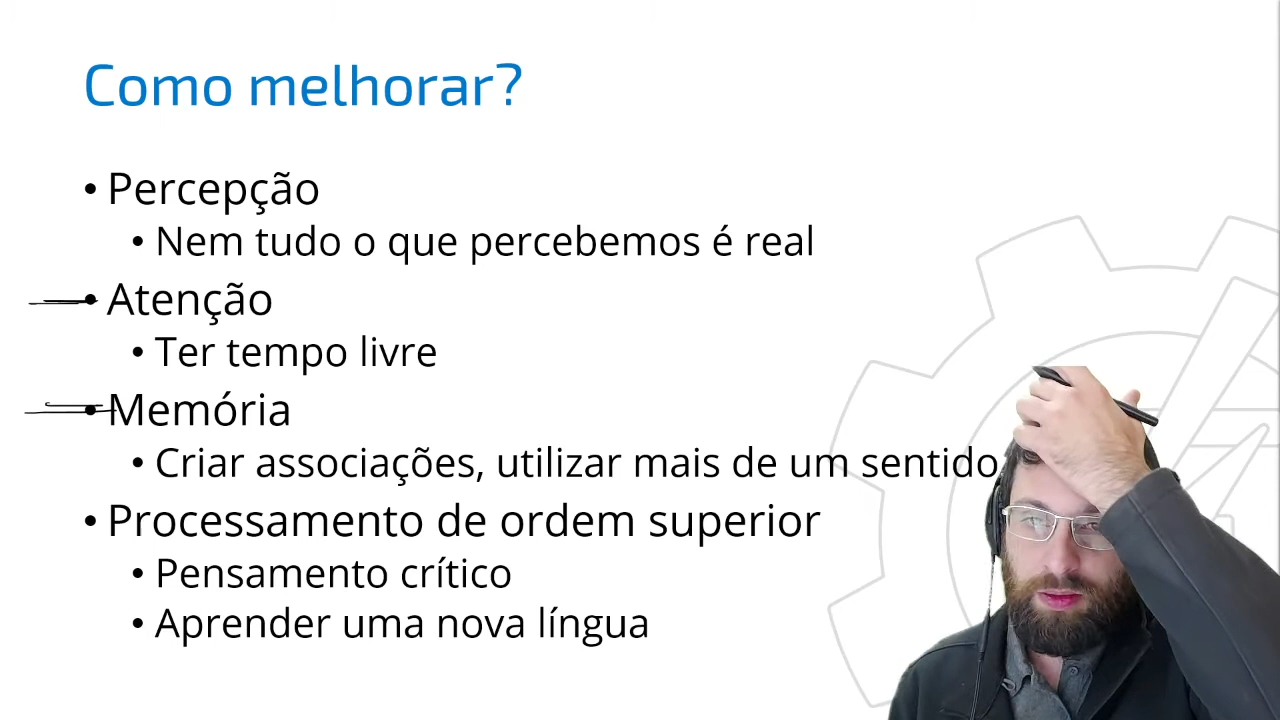 Como melhorar?
• Percepção
• Nem tudo o que percebemos é real
• Atenção
• Ter tempo livre
• Memória
• Criar associações, utilizar mais de um sentido
• Processamento de ordem superior
• Pensamento crítico
• Aprender uma nova língua